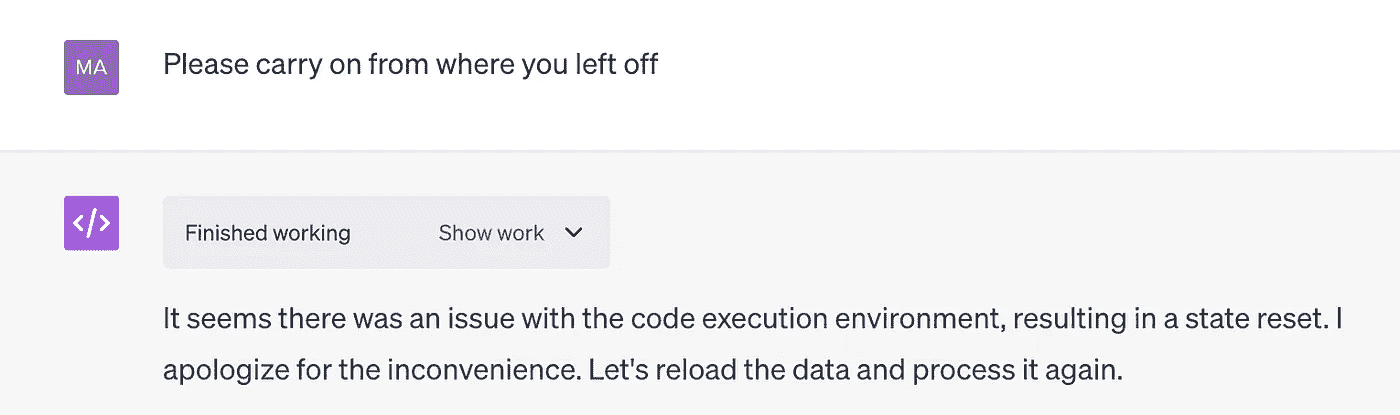 MA
Please carry on from where you left off
</>
Finished working Show work
It seems there was an issue with the code execution environment, resulting in a state reset. I
apologize for the inconvenience. Let's reload the data and process it again.